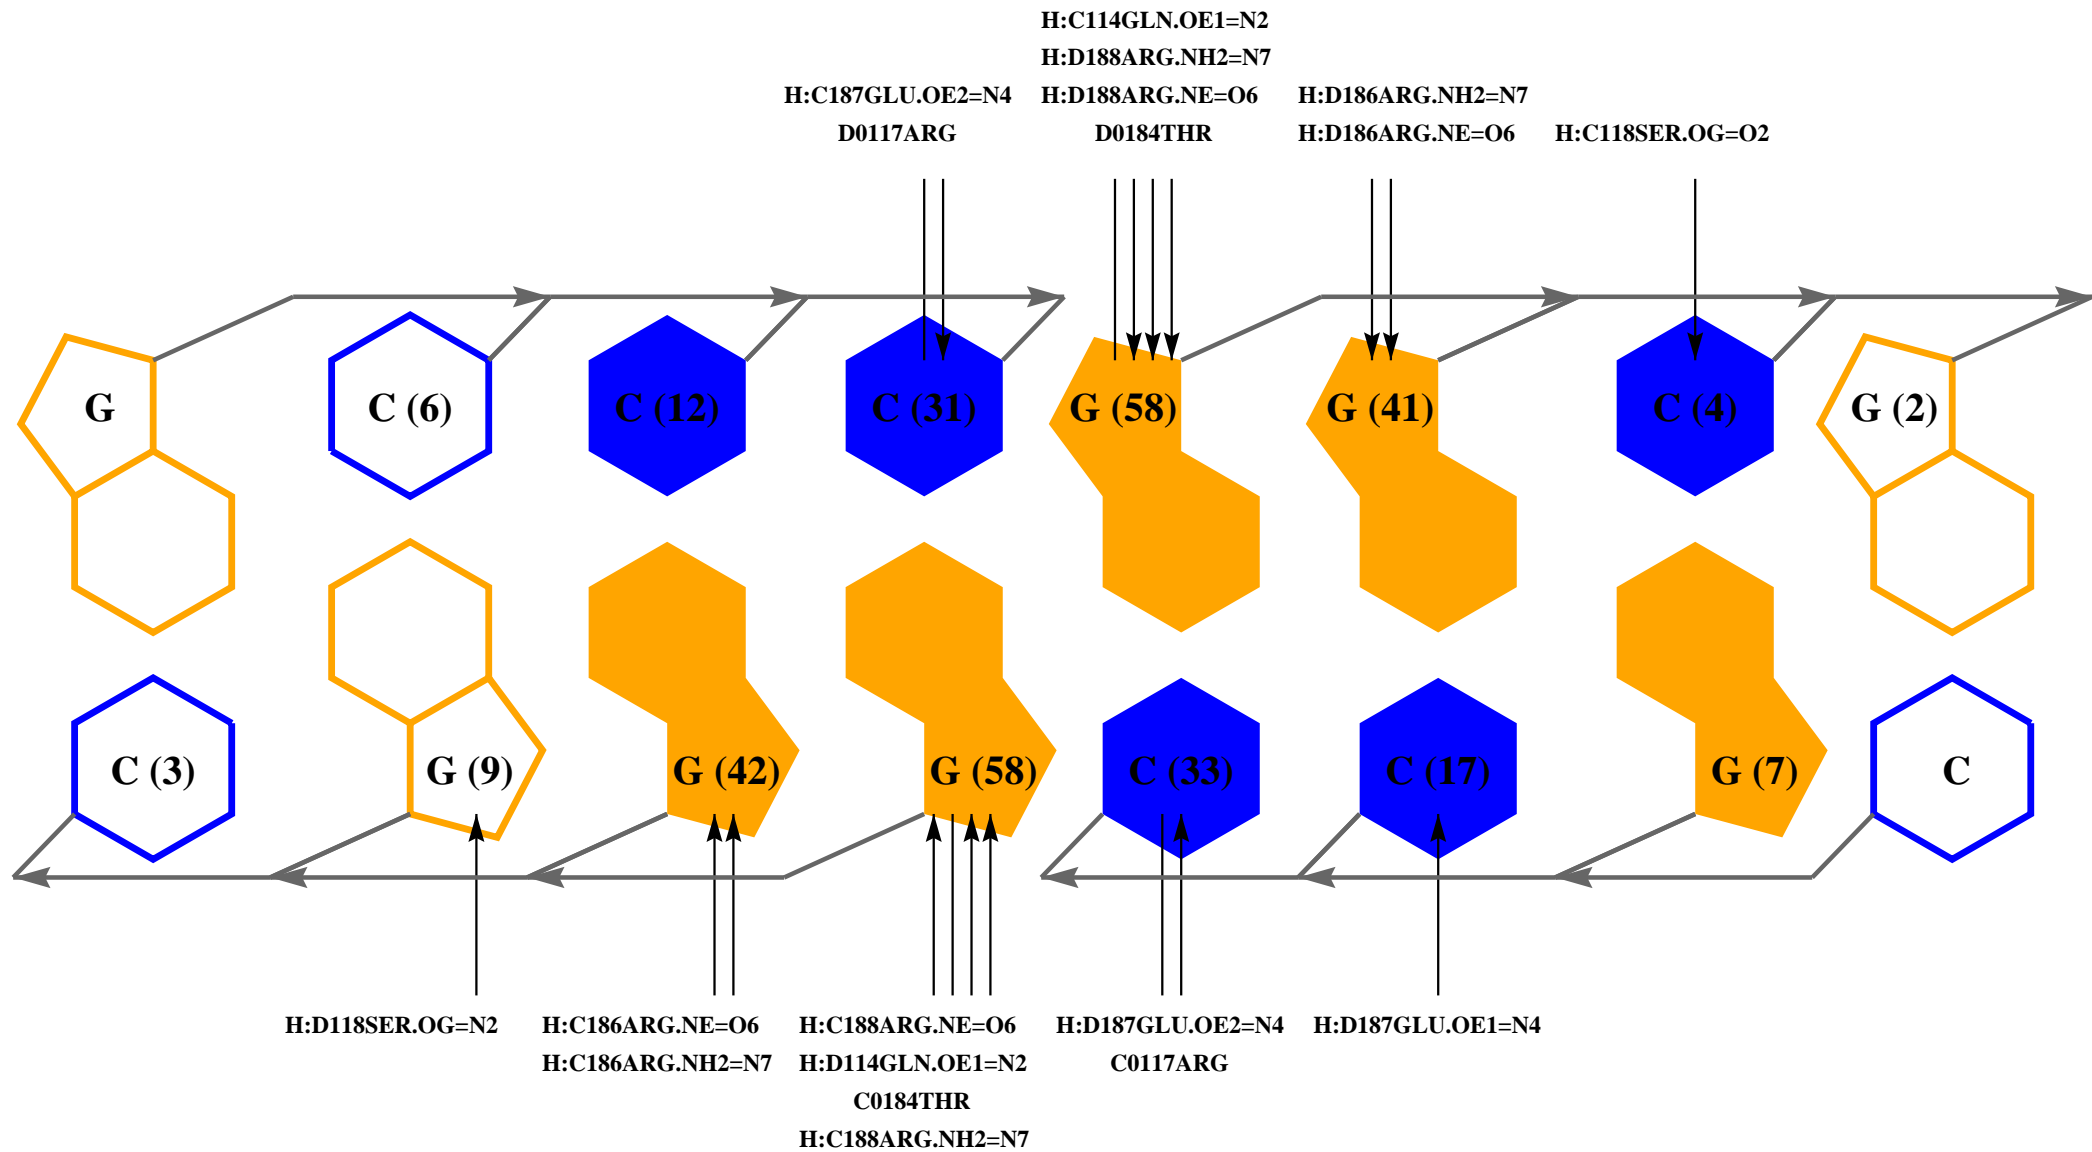 H:C114GLN.OE1=N2
H:D188ARG.NH2=N7
H:C187GLU.OE2=N4 H:D188ARG.NE=O6 H:D186ARG.NH2=N7
D0117ARG D0184THR H:D186ARG.NE=O6 H:C118SER.OG=O2
G C (6) C (12) C (31) G (58) G (41) C (4) G (2)
C (3) G (9) G (42) G (58) C (33) C (17) G (7) C
H:D118SER.OG=N2 H:C186ARG.NE=O6 H:C188ARG.NE=O6 H:D187GLU.OE2=N4 H:D187GLU.OE1=N4
H:C186ARG.NH2=N7 H:D114GLN.OE1=N2 C0117ARG
C0184THR
H:C188ARG.NH2=N7